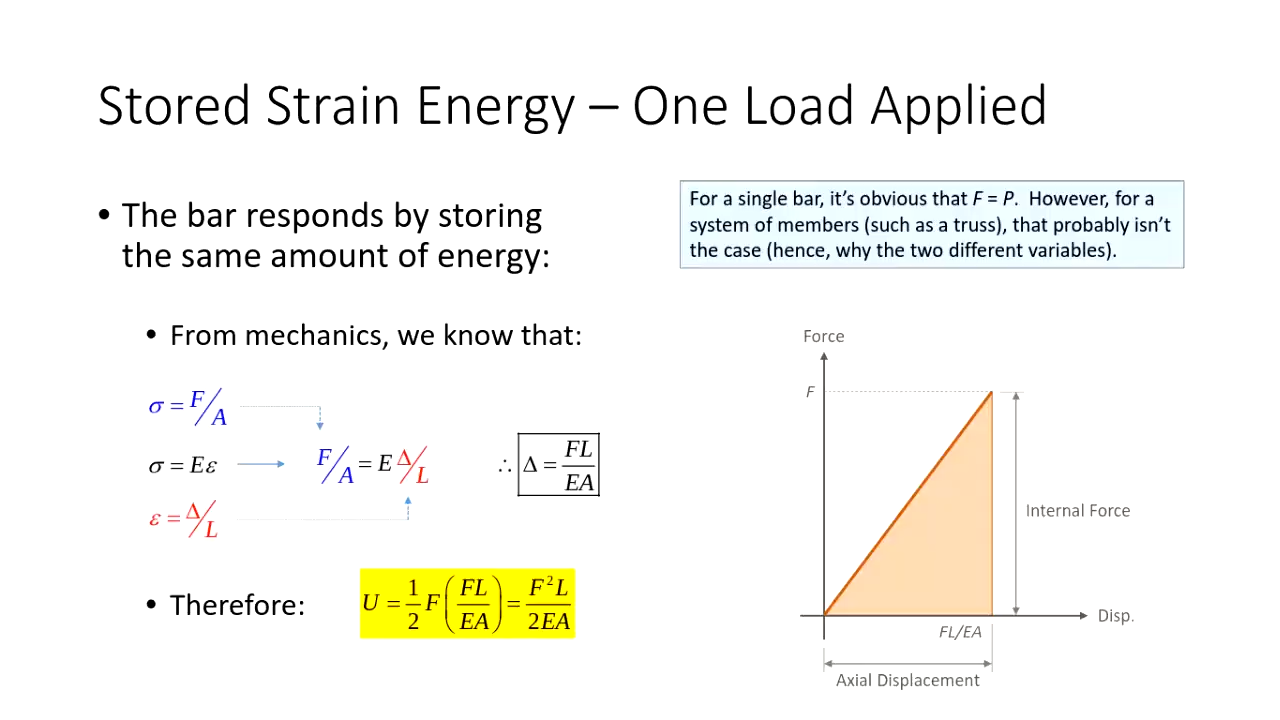 Stored Strain Energy – One Load Applied
• The bar responds by storing
the same amount of energy:
For a single bar, it’s obvious that F = P. However, for a
system of members (such as a truss), that probably isn’t
the case (hence, why the two different variables).
• From mechanics, we know that:
σ = F/A
σ = Eε
ε = Δ/L
F/A = E Δ/L
∴ Δ = FL/EA
• Therefore:
U = 1/2 F (FL/EA) = F²L/2EA
Force
F
Internal Force
Disp.
FL/EA
Axial Displacement